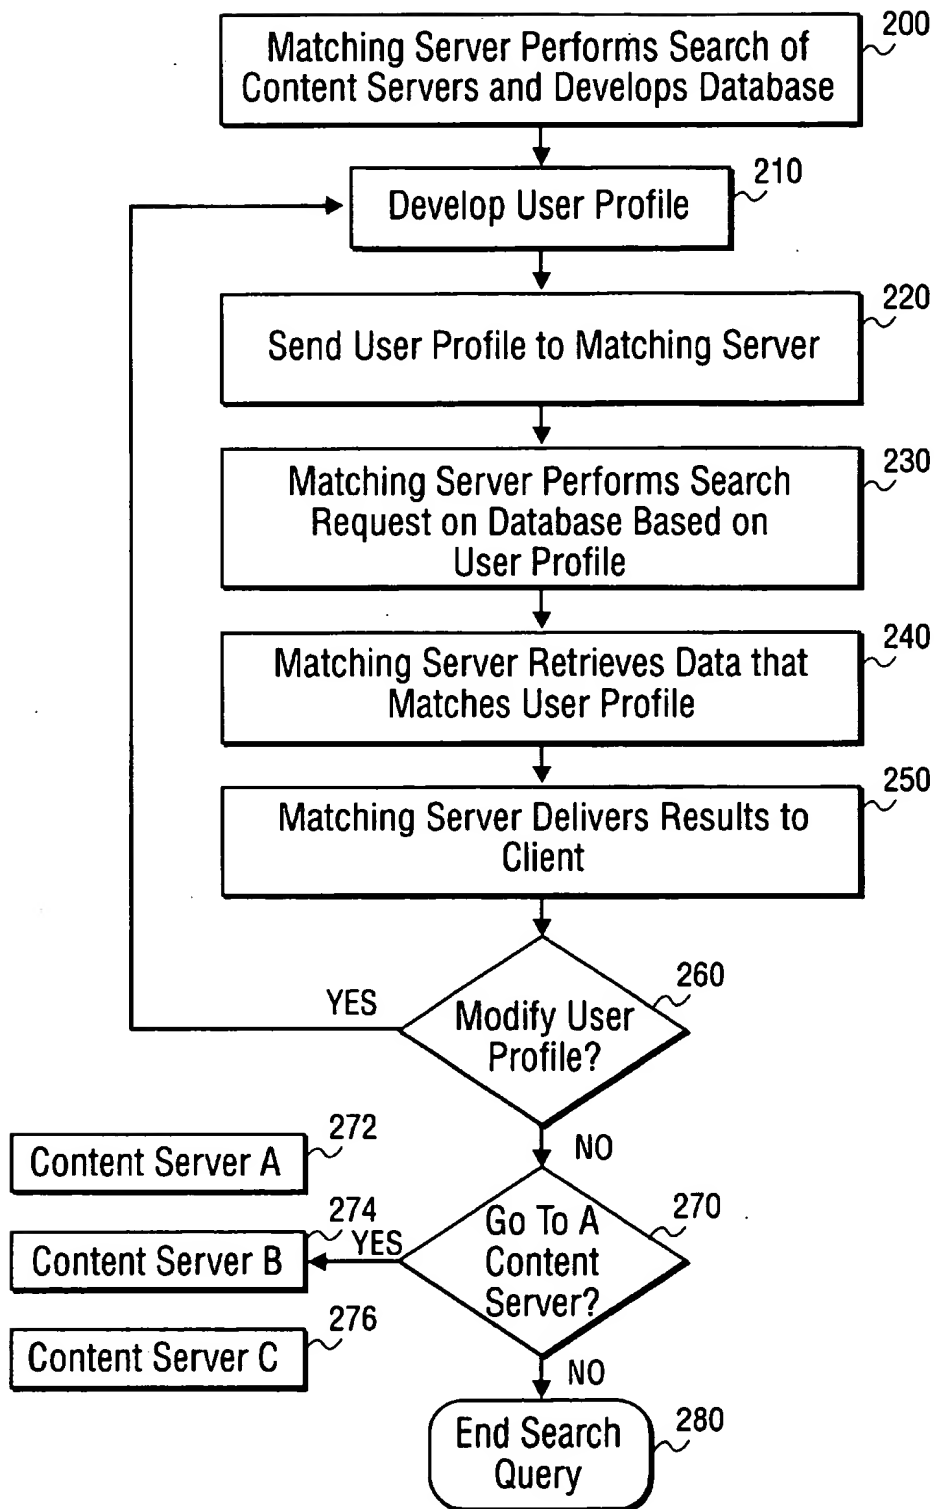 200
Matching Server Performs Search of
Content Servers and Develops Database
210
Develop User Profile
220
Send User Profile to Matching Server
230
Matching Server Performs Search
Request on Database Based on
User Profile
240
Matching Server Retrieves Data that
Matches User Profile
250
Matching Server Delivers Results to
Client
260
YES
Modify User
Profile?
NO
272
Content Server A
270
Go To A
Content
Server?
274
YES
Content Server B
276
Content Server C
NO
280
End Search
Query